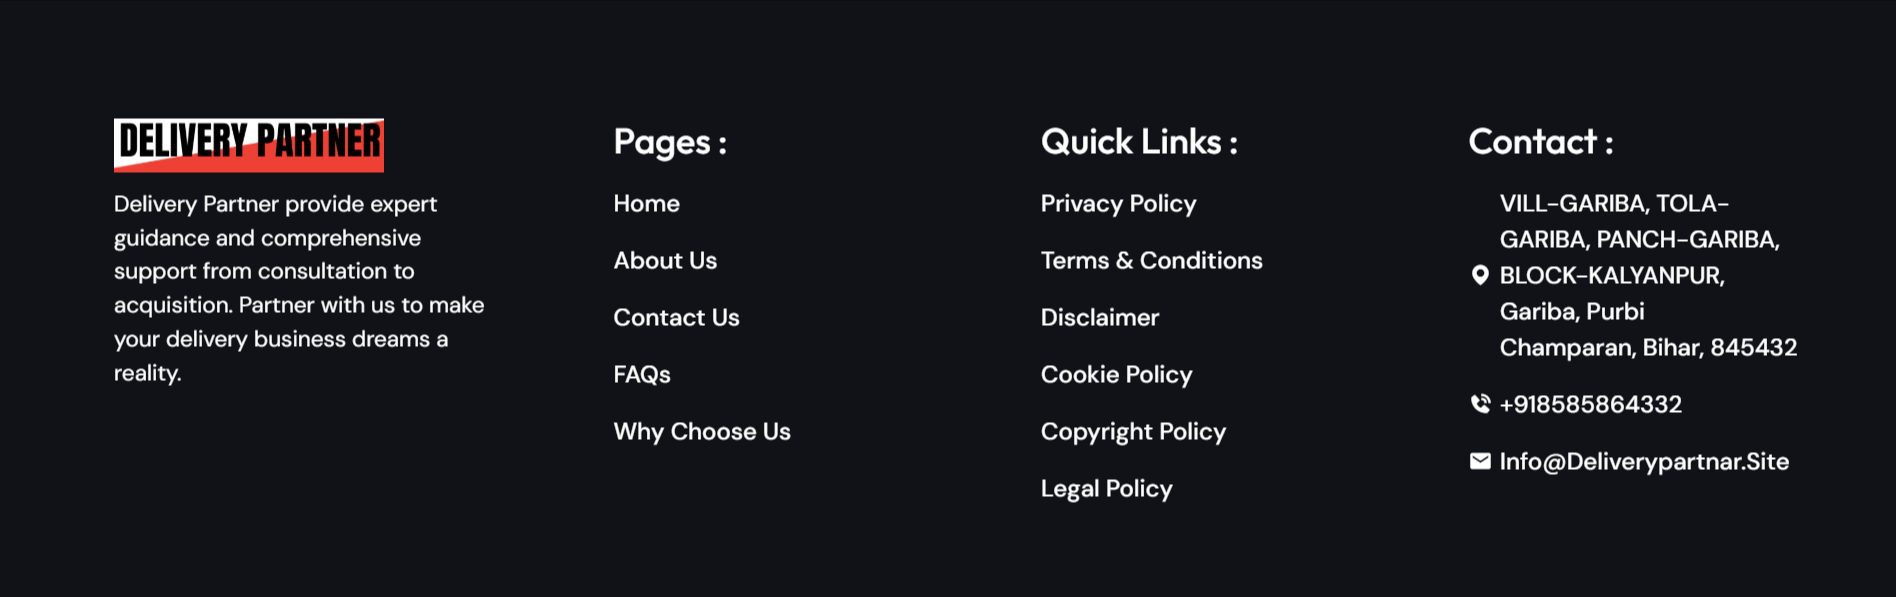 DELIVERY PARTNER
Delivery Partner provide expert
guidance and comprehensive
support from consultation to
acquisition. Partner with us to make
your delivery business dreams a
reality.
Pages :
Home
About Us
Contact Us
FAQs
Why Choose Us
Quick Links :
Privacy Policy
Terms & Conditions
Disclaimer
Cookie Policy
Copyright Policy
Legal Policy
Contact :
VILL-GARIBA, TOLA-
GARIBA, PANCH-GARIBA,
BLOCK-KALYANPUR,
Gariba, Purbi
Champaran, Bihar, 845432
+918585864332
Info@Deliverypartnar.Site